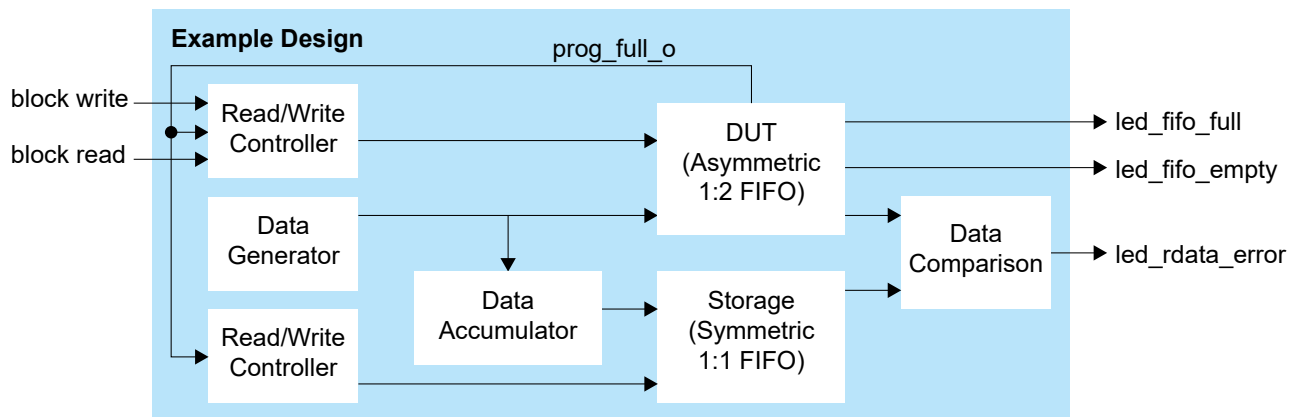 Example Design
prog_full_o
block write
block read
Read/Write
Controller
DUT
(Asymmetric
1:2 FIFO)
led_fifo_full
led_fifo_empty
Data
Generator
Data
Comparison
led_rdata_error
Data
Accumulator
Storage
(Symmetric
1:1 FIFO)
Read/Write
Controller